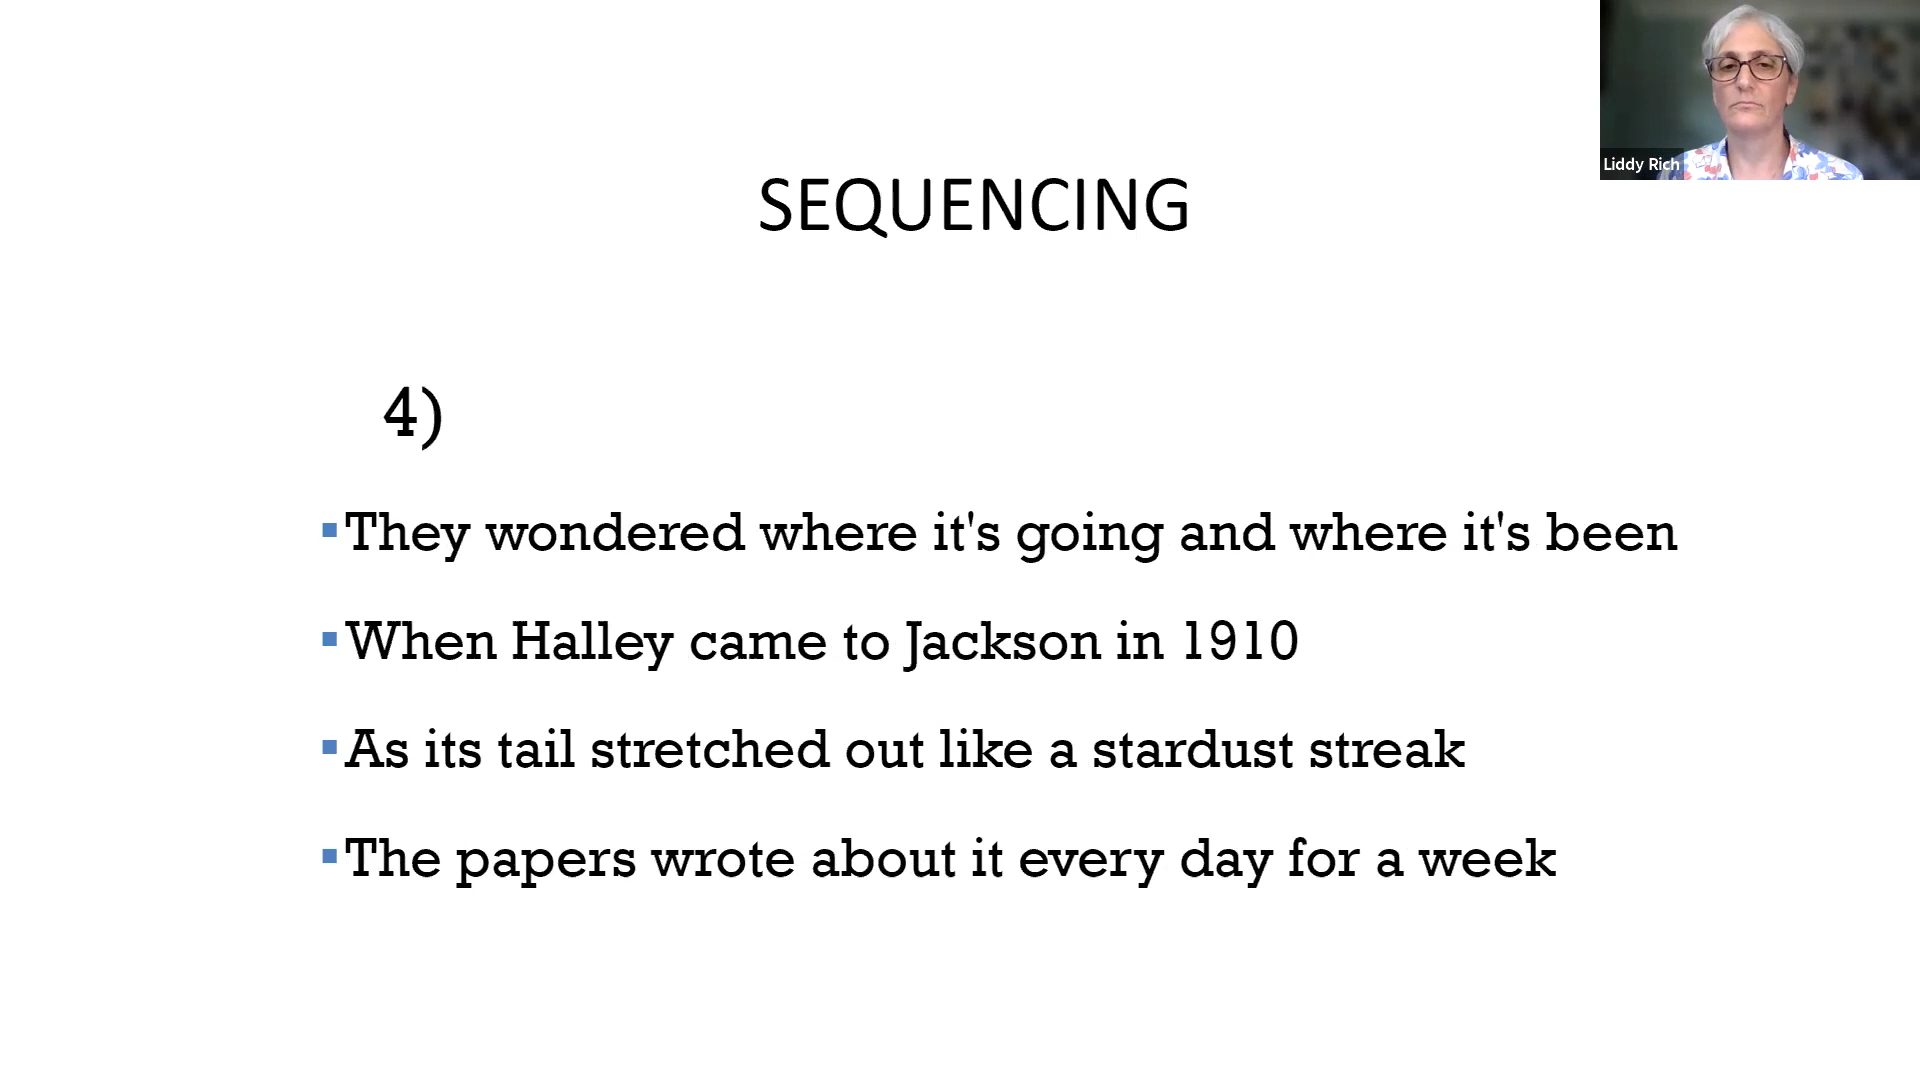 Liddy Rich
SEQUENCING
4)
They wondered where it's going and where it's been
When Halley came to Jackson in 1910
As its tail stretched out like a stardust streak
The papers wrote about it every day for a week